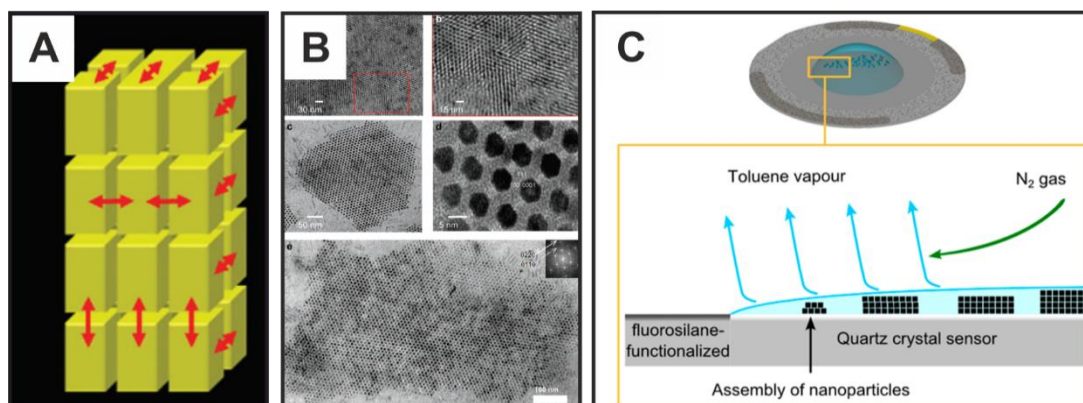 A
B
b
30 nm
15 nm
c
d
50 nm
5 nm
e
100 nm
C
Toluene vapour
N₂ gas
fluorosilane-
functionalized
Quartz crystal sensor
Assembly of nanoparticles